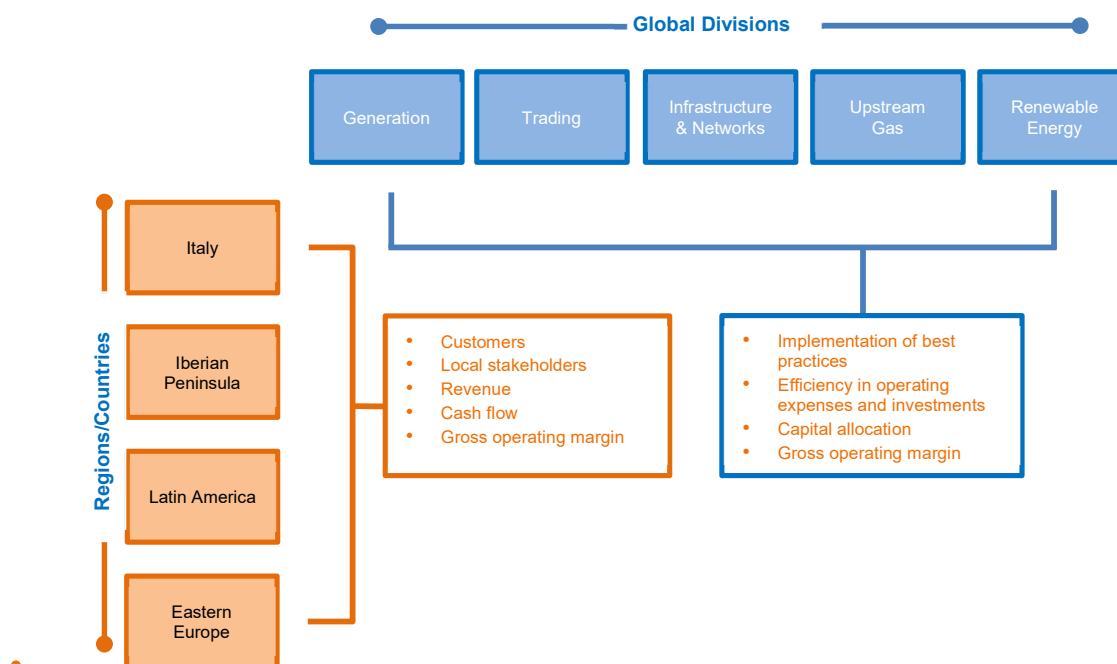 Global Divisions
Generation
Trading
Infrastructure
& Networks
Upstream
Gas
Renewable
Energy
Regions/Countries
Italy
Iberian
Peninsula
Latin America
Eastern
Europe
• Customers
• Local stakeholders
• Revenue
• Cash flow
• Gross operating margin
• Implementation of best
practices
• Efficiency in operating
expenses and investments
• Capital allocation
• Gross operating margin